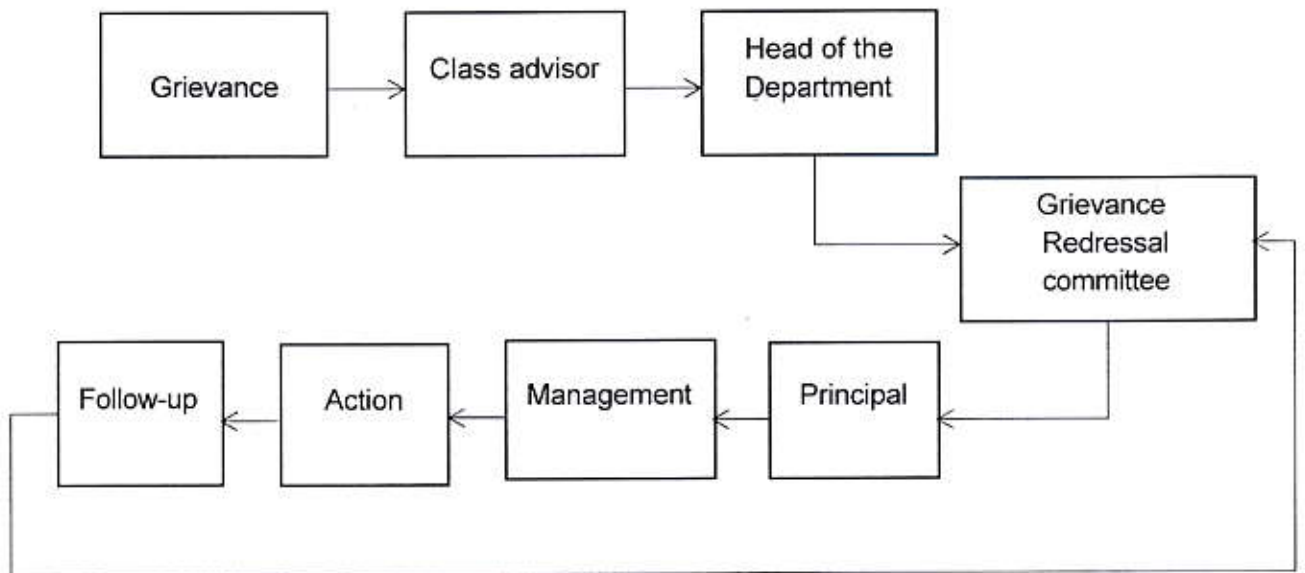 Grievance
Class advisor
Head of the
Department
Grievance
Redressal
committee
Principal
Management
Action
Follow-up